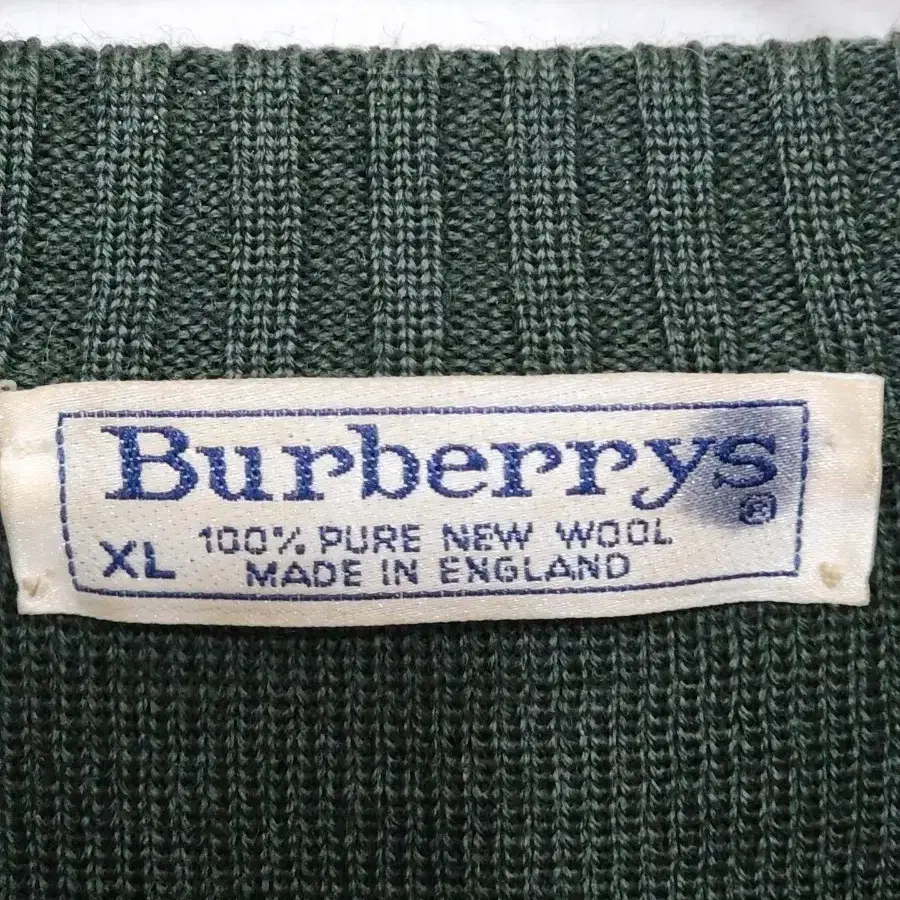 Burberrys®
100% PURE NEW WOOL
XL MADE IN ENGLAND